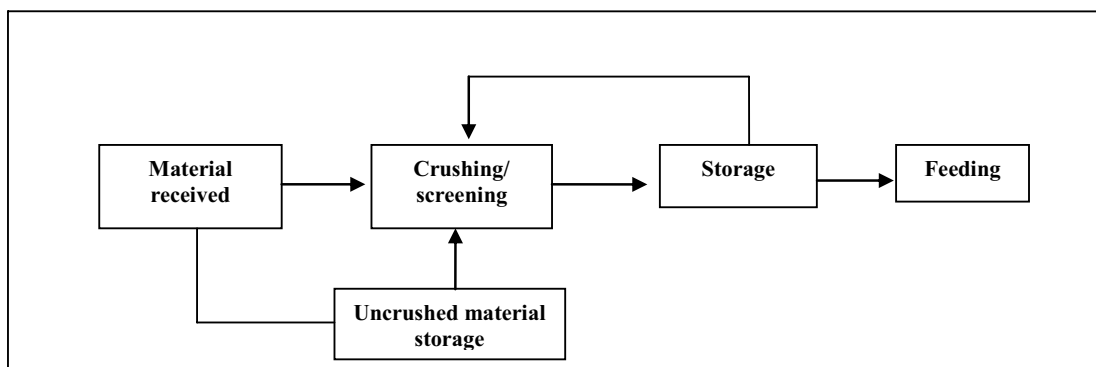 Material
received
Crushing/
screening
Storage
Feeding
Uncrushed material
storage